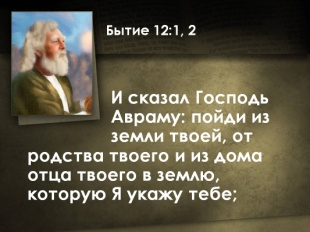 Бытие 12:1, 2
И сказал Господь
Авраму: пойди из
земли твоей, от
родства твоего и из дома
отца твоего в землю,
которую Я укажу тебе;